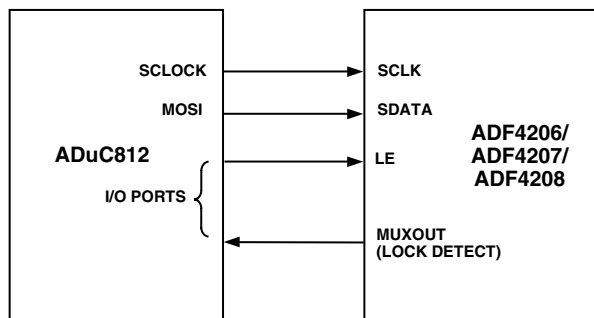 SCLOCK
SCLK
MOSI
SDATA
ADuC812
ADF4206/
ADF4207/
ADF4208
LE
I/O PORTS
MUXOUT
(LOCK DETECT)